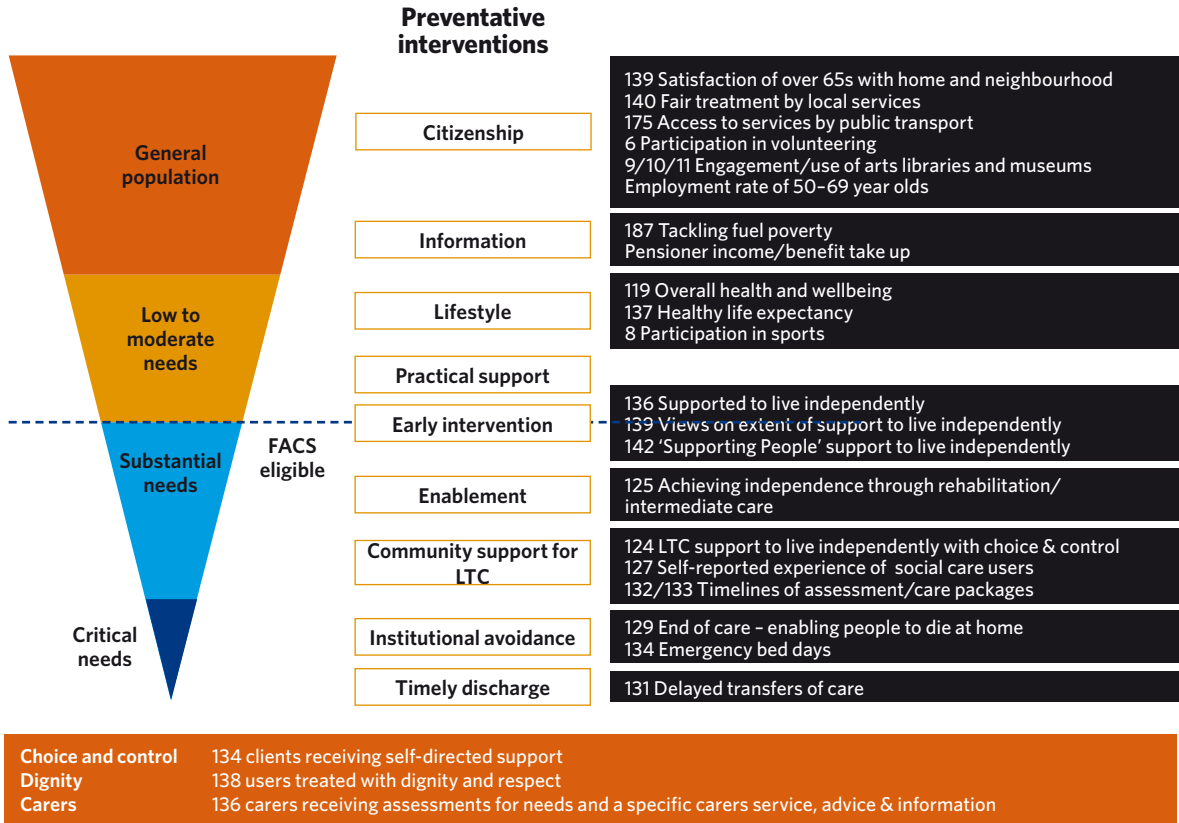 Preventative
interventions
General
population
Low to
moderate
needs
Substantial
needs
FACS
eligible
Critical
needs
Citizenship
139 Satisfaction of over 65s with home and neighbourhood
140 Fair treatment by local services
175 Access to services by public transport
6 Participation in volunteering
9/10/11 Engagement/use of arts libraries and museums
Employment rate of 50–69 year olds
Information
187 Tackling fuel poverty
Pensioner income/benefit take up
Lifestyle
119 Overall health and wellbeing
137 Healthy life expectancy
8 Participation in sports
Practical support
Early intervention
136 Supported to live independently
139 Views on extent of support to live independently
142 ‘Supporting People’ support to live independently
Enablement
125 Achieving independence through rehabilitation/
intermediate care
Community support for
LTC
124 LTC support to live independently with choice & control
127 Self-reported experience of social care users
132/133 Timelines of assessment/care packages
Institutional avoidance
129 End of care – enabling people to die at home
134 Emergency bed days
Timely discharge
131 Delayed transfers of care
Choice and control 134 clients receiving self-directed support
Dignity 138 users treated with dignity and respect
Carers 136 carers receiving assessments for needs and a specific carers service, advice & information